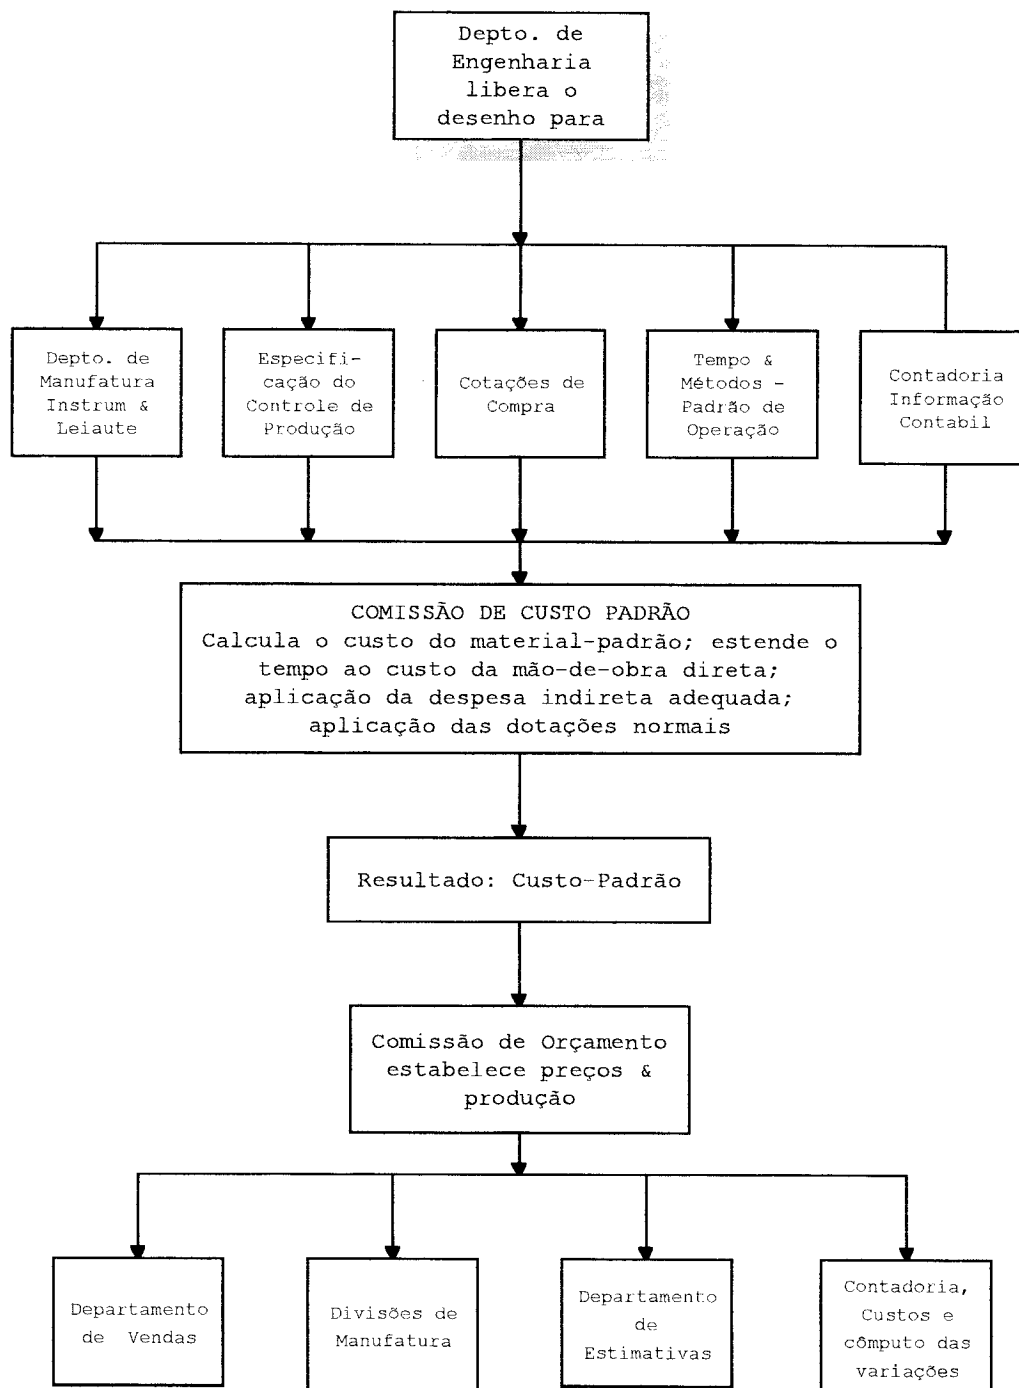 Depto. de
Engenharia
libera o
desenho para
Depto. de
Manufatura
Instrum &
Leiaute
Especifi-
cação do
Controle de
Produção
Cotações de
Compra
Tempo &
Métodos -
Padrão de
Operação
Contadoria
Informação
Contabil
COMISSÃO DE CUSTO PADRÃO
Calcula o custo do material-padrão; estende o
tempo ao custo da mão-de-obra direta;
aplicação da despesa indireta adequada;
aplicação das dotações normais
Resultado: Custo-Padrão
Comissão de Orçamento
estabelece preços &
produção
Departamento
de Vendas
Divisões de
Manufatura
Departamento
de
Estimativas
Contadoria,
Custos e
cômputo das
variações